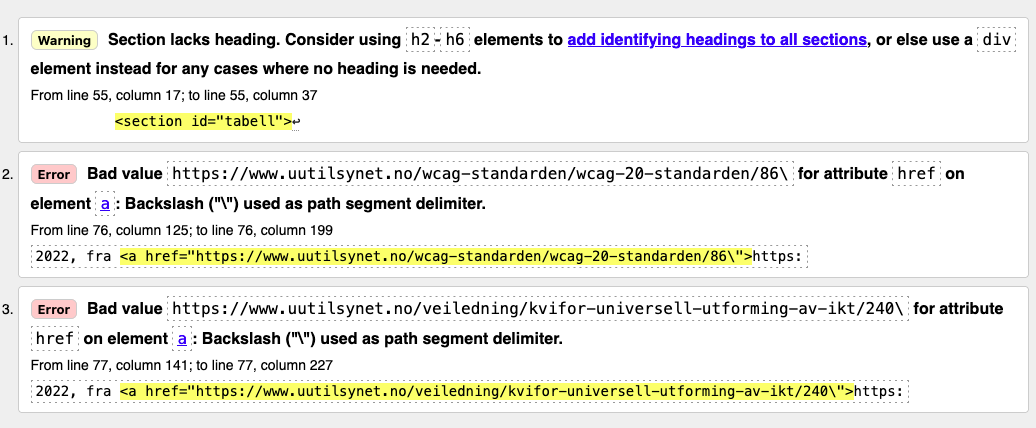 1. Warning Section lacks heading. Consider using h2-h6 elements to add identifying headings to all sections, or else use a div
element instead for any cases where no heading is needed.
From line 55, column 17; to line 55, column 37
<section id="tabell">↩
2. Error Bad value https://www.uutilsynet.no/wcag-standarden/wcag-20-standarden/86\ for attribute href on
element a: Backslash ("\") used as path segment delimiter.
From line 76, column 125; to line 76, column 199
2022, fra <a href="https://www.uutilsynet.no/wcag-standarden/wcag-20-standarden/86\">https:
3. Error Bad value https://www.uutilsynet.no/veiledning/kvifor-universell-utforming-av-ikt/240\ for attribute
href on element a: Backslash ("\") used as path segment delimiter.
From line 77, column 141; to line 77, column 227
2022, fra <a href="https://www.uutilsynet.no/veiledning/kvifor-universell-utforming-av-ikt/240\">https: